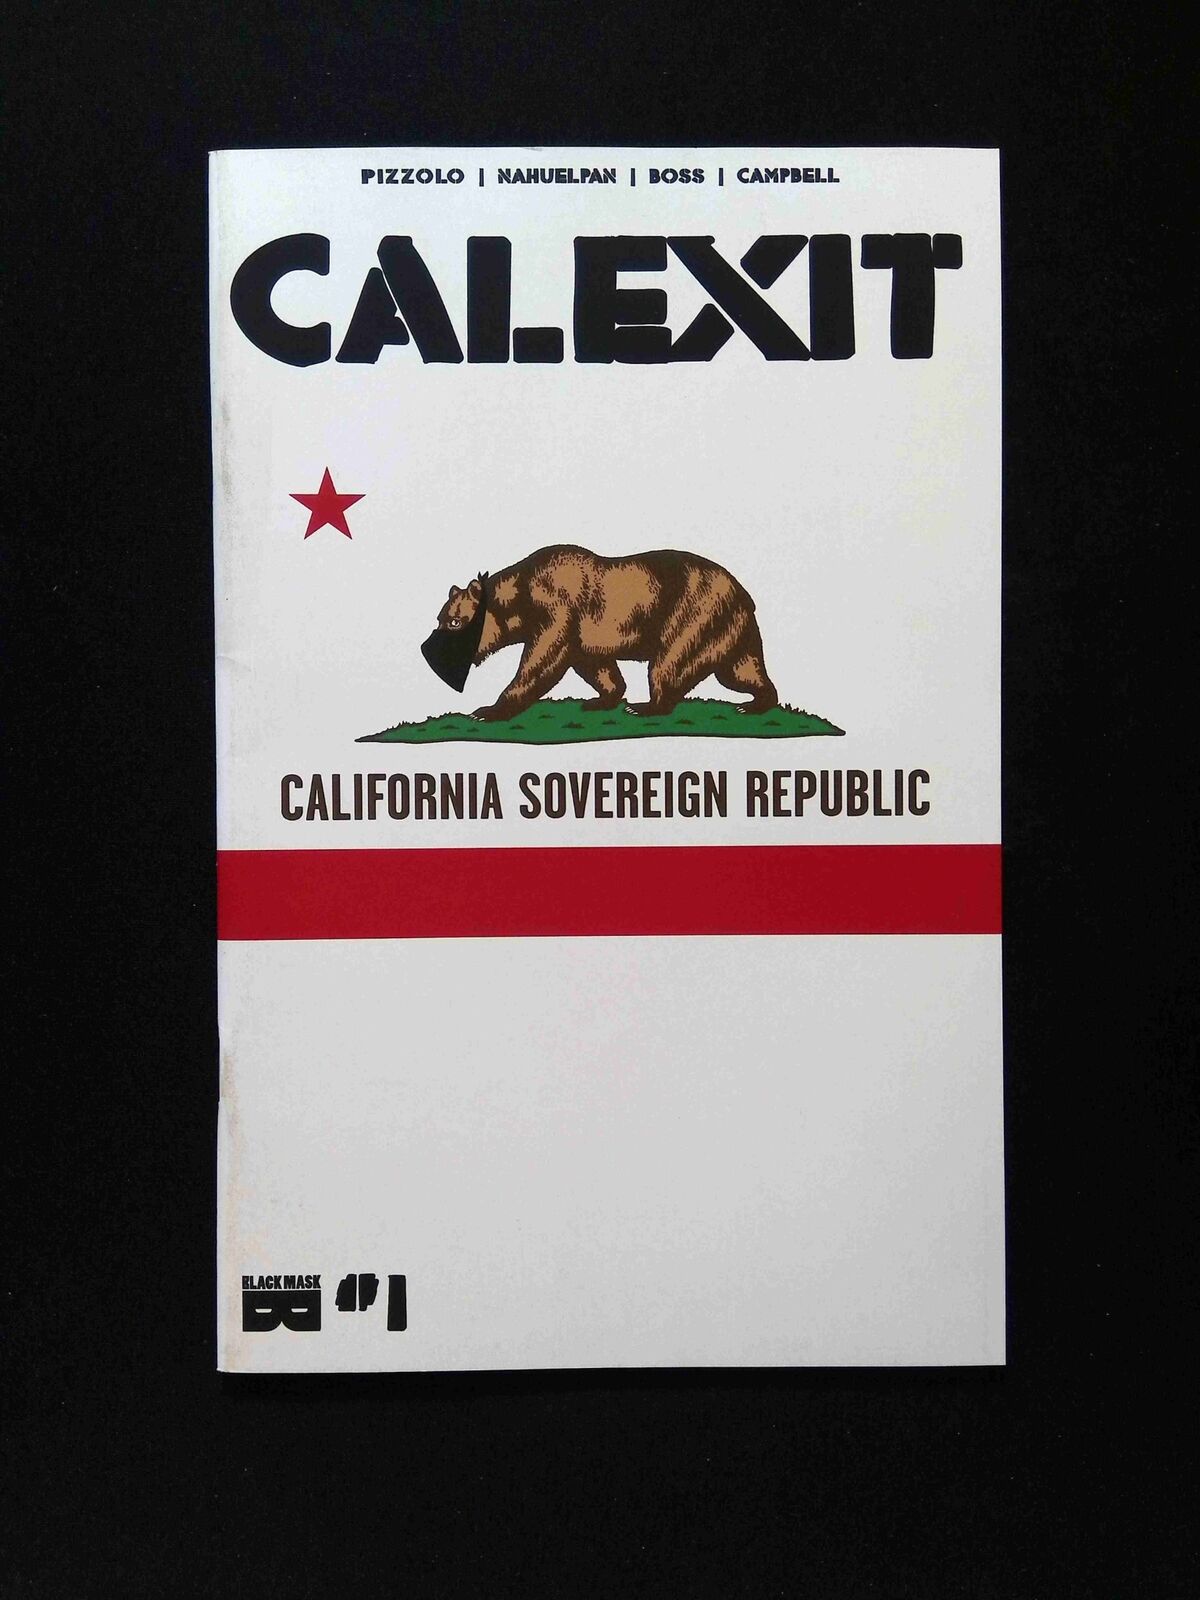 PIZZOLO | NAHUELPAN | BOSS | CAMPBELL
CALEXIT
CALIFORNIA SOVEREIGN REPUBLIC
BLACK MASK
#1